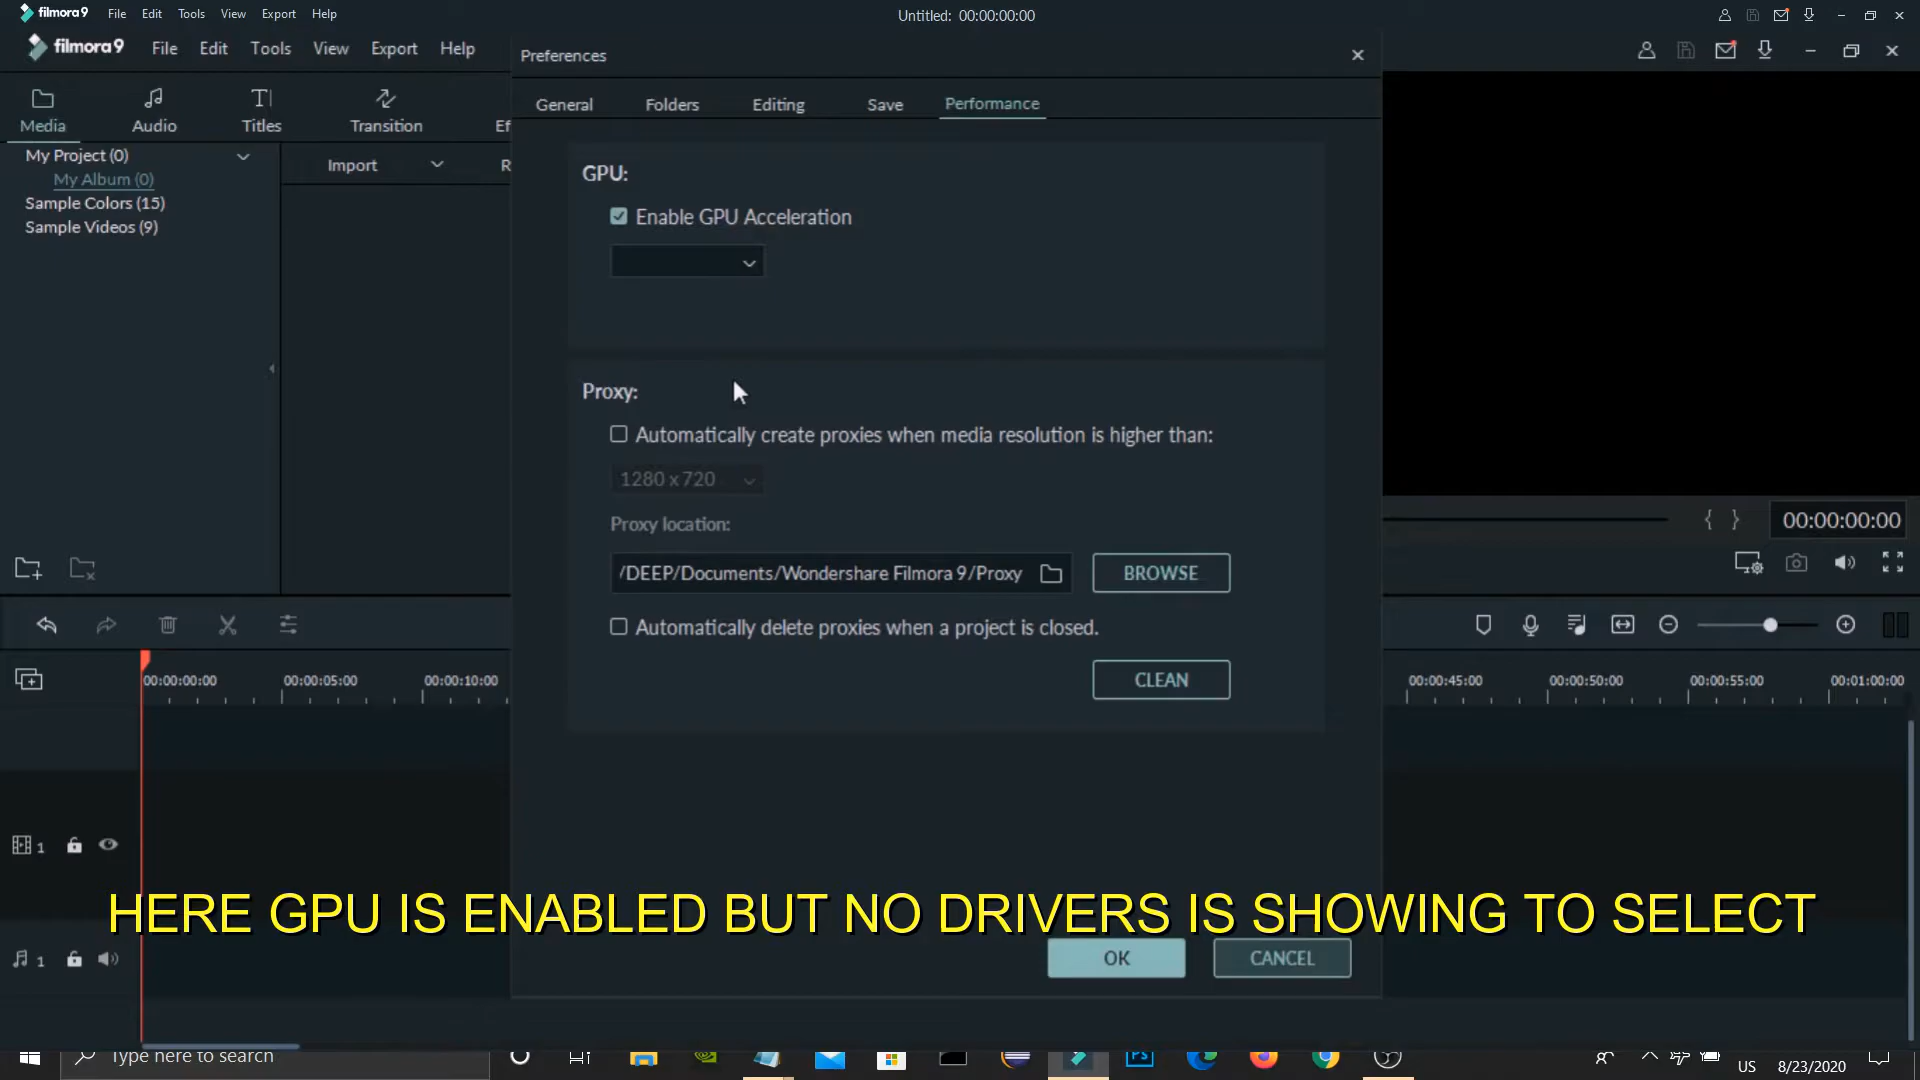 filmora9 File Edit Tools View Export Help Untitled: 00:00:00:00
filmora9 File Edit Tools View Export Help
Preferences
General Folders Editing Save Performance
Media Audio Titles Transition Ef
My Project (0) Import R
My Album (0)
Sample Colors (15)
Sample Videos (9)
GPU:
Enable GPU Acceleration
Proxy:
Automatically create proxies when media resolution is higher than:
1280 x 720
Proxy location:
/DEEP/Documents/Wondershare Filmora 9/Proxy BROWSE
Automatically delete proxies when a project is closed.
CLEAN
{ } 00:00:00:00
00:00:00:00 00:00:05:00 00:00:10:00 00:00:45:00 00:00:50:00 00:00:55:00 00:01:00:00
1
HERE GPU IS ENABLED BUT NO DRIVERS IS SHOWING TO SELECT
1
OK CANCEL
Type here to search PS US 8/23/2020